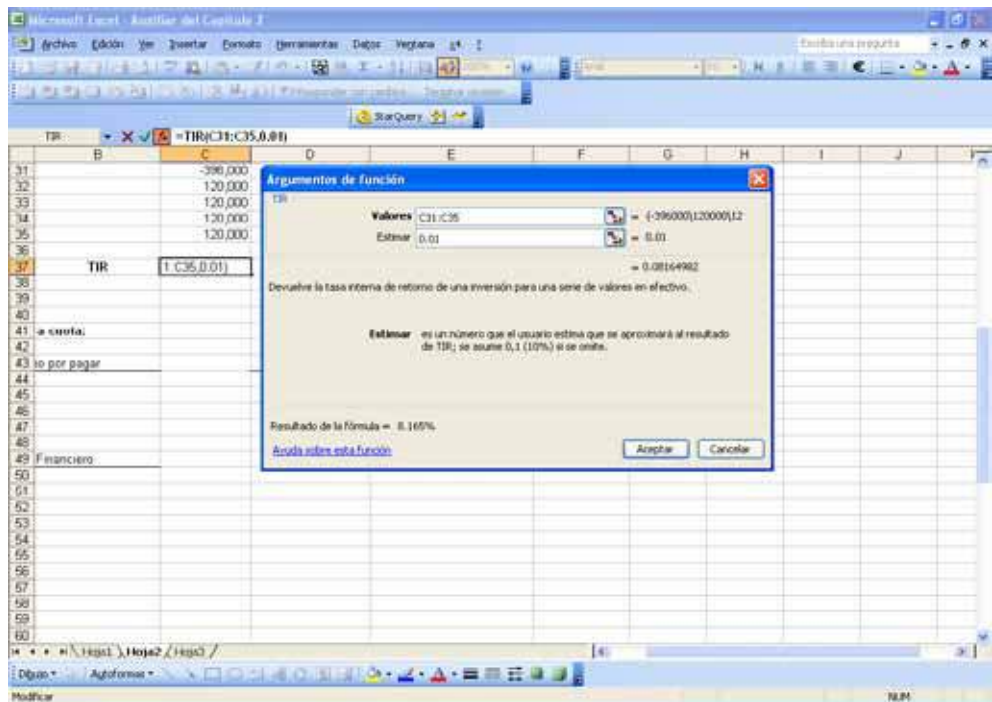 Microsoft Excel - Auxiliar del Capitulo 3
Archivo Edición Ver Insertar Formato Herramientas Datos Ventana ?
Escriba una pregunta
StarQuery
TIR =TIR(C31:C35,0.01)
B C D E F G H I J
31 -396,000
32 120,000
33 120,000
34 120,000
35 120,000
36
37 TIR 1:C35,0.01)
38
39
40
41 a cuota:
42
43 io por pagar
44
45
46
47
48
49 Financiero
50
51
52
53
54
55
56
57
58
59
60
Argumentos de función
TIR
Valores C31:C35 = {-396000\120000\12
Estimar 0.01 = 0.01
= 0.08164982
Devuelve la tasa interna de retorno de una inversión para una serie de valores en efectivo.
Estimar es un número que el usuario estima que se aproximará al resultado
de TIR; se asume 0,1 (10%) si se omite.
Resultado de la fórmula = 8.165%
Ayuda sobre esta función
Aceptar Cancelar
Hoja1 Hoja2 Hoja3
Dibujo Autoformas
Modificar NUM